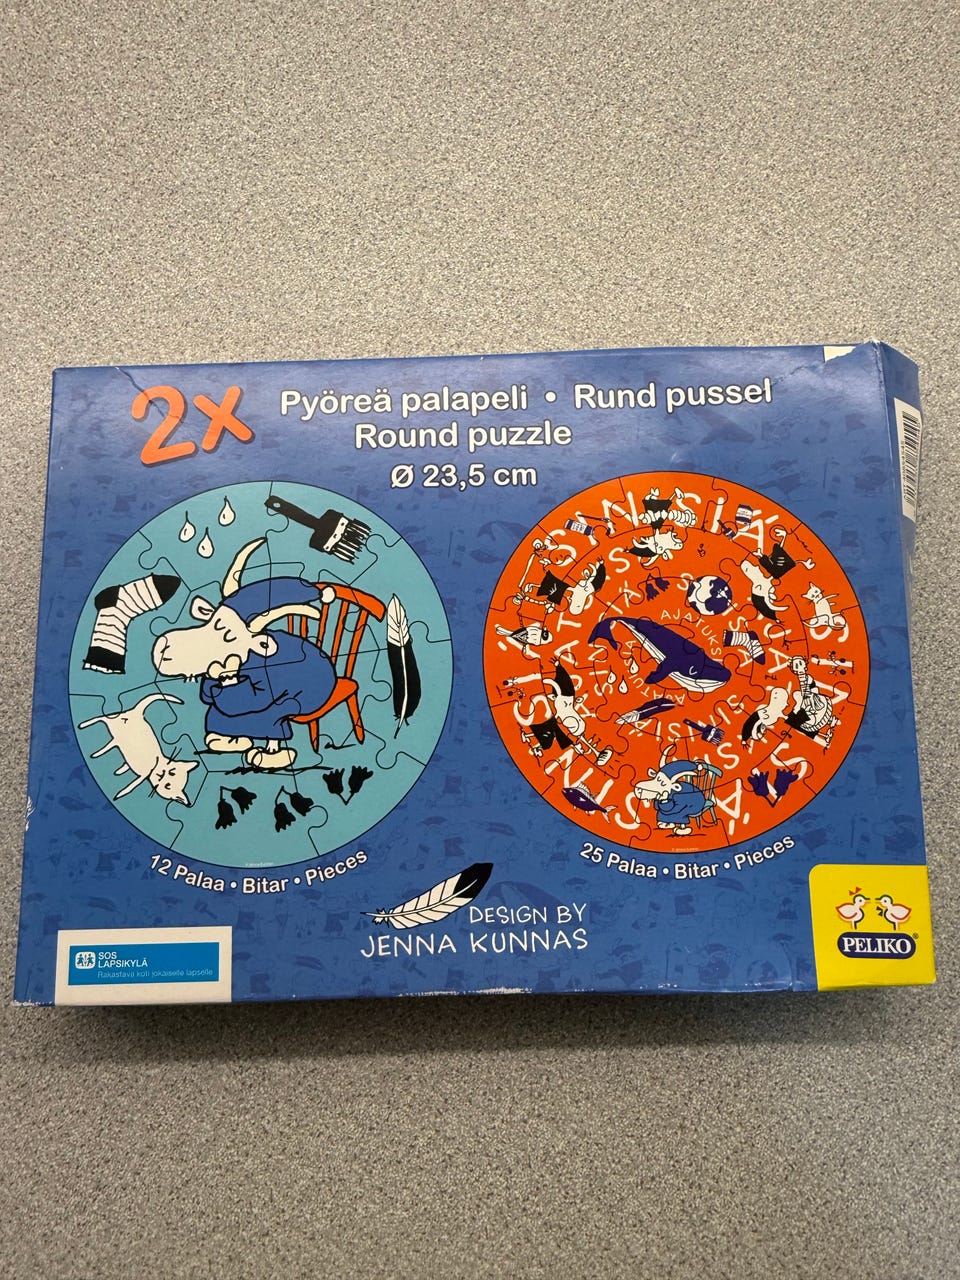 2x
Pyöreä palapeli • Rund pussel
Round puzzle
Ø 23,5 cm
AJATUKSI
12 Palaa • Bitar • Pieces
25 Palaa • Bitar • Pieces
DESIGN BY
JENNA KUNNAS
SOS
LAPSIKYLÄ
Rakastava koti jokaiselle lapselle
PELIKO®